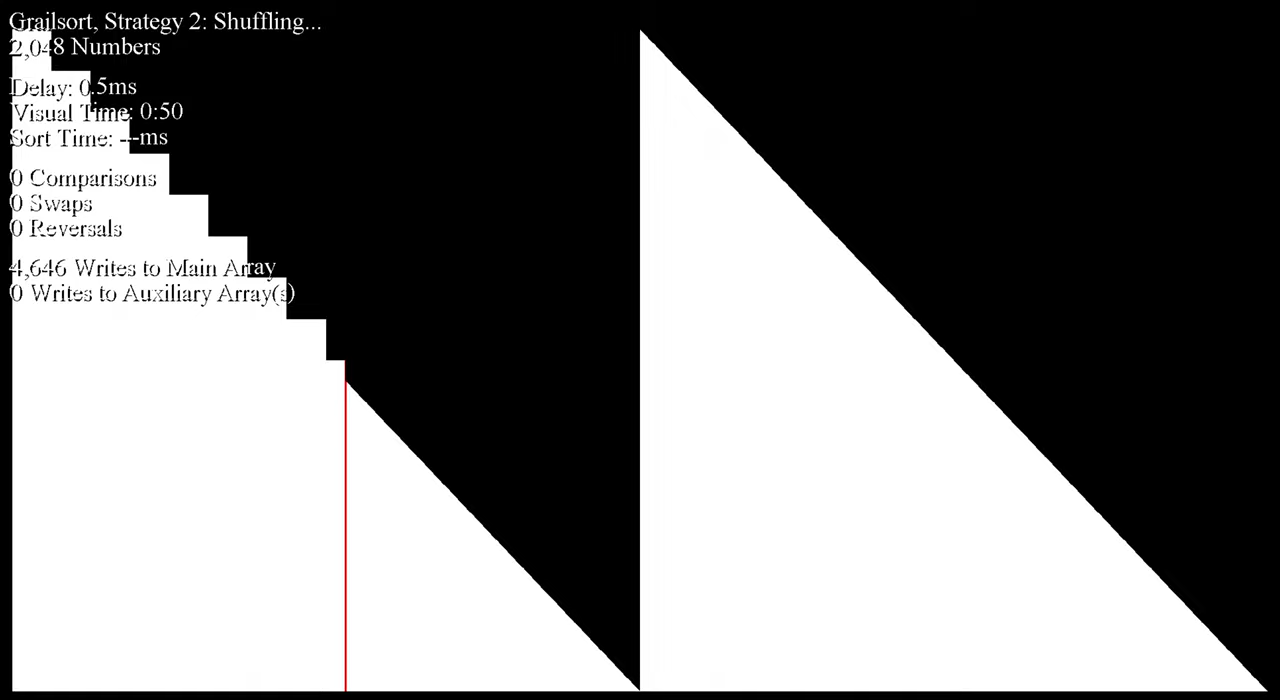 Grailsort, Strategy 2: Shuffling...
2,048 Numbers
Delay: 0.5ms
Visual Time: 0:50
Sort Time: ---ms
0 Comparisons
0 Swaps
0 Reversals
4,646 Writes to Main Array
0 Writes to Auxiliary Array(s)